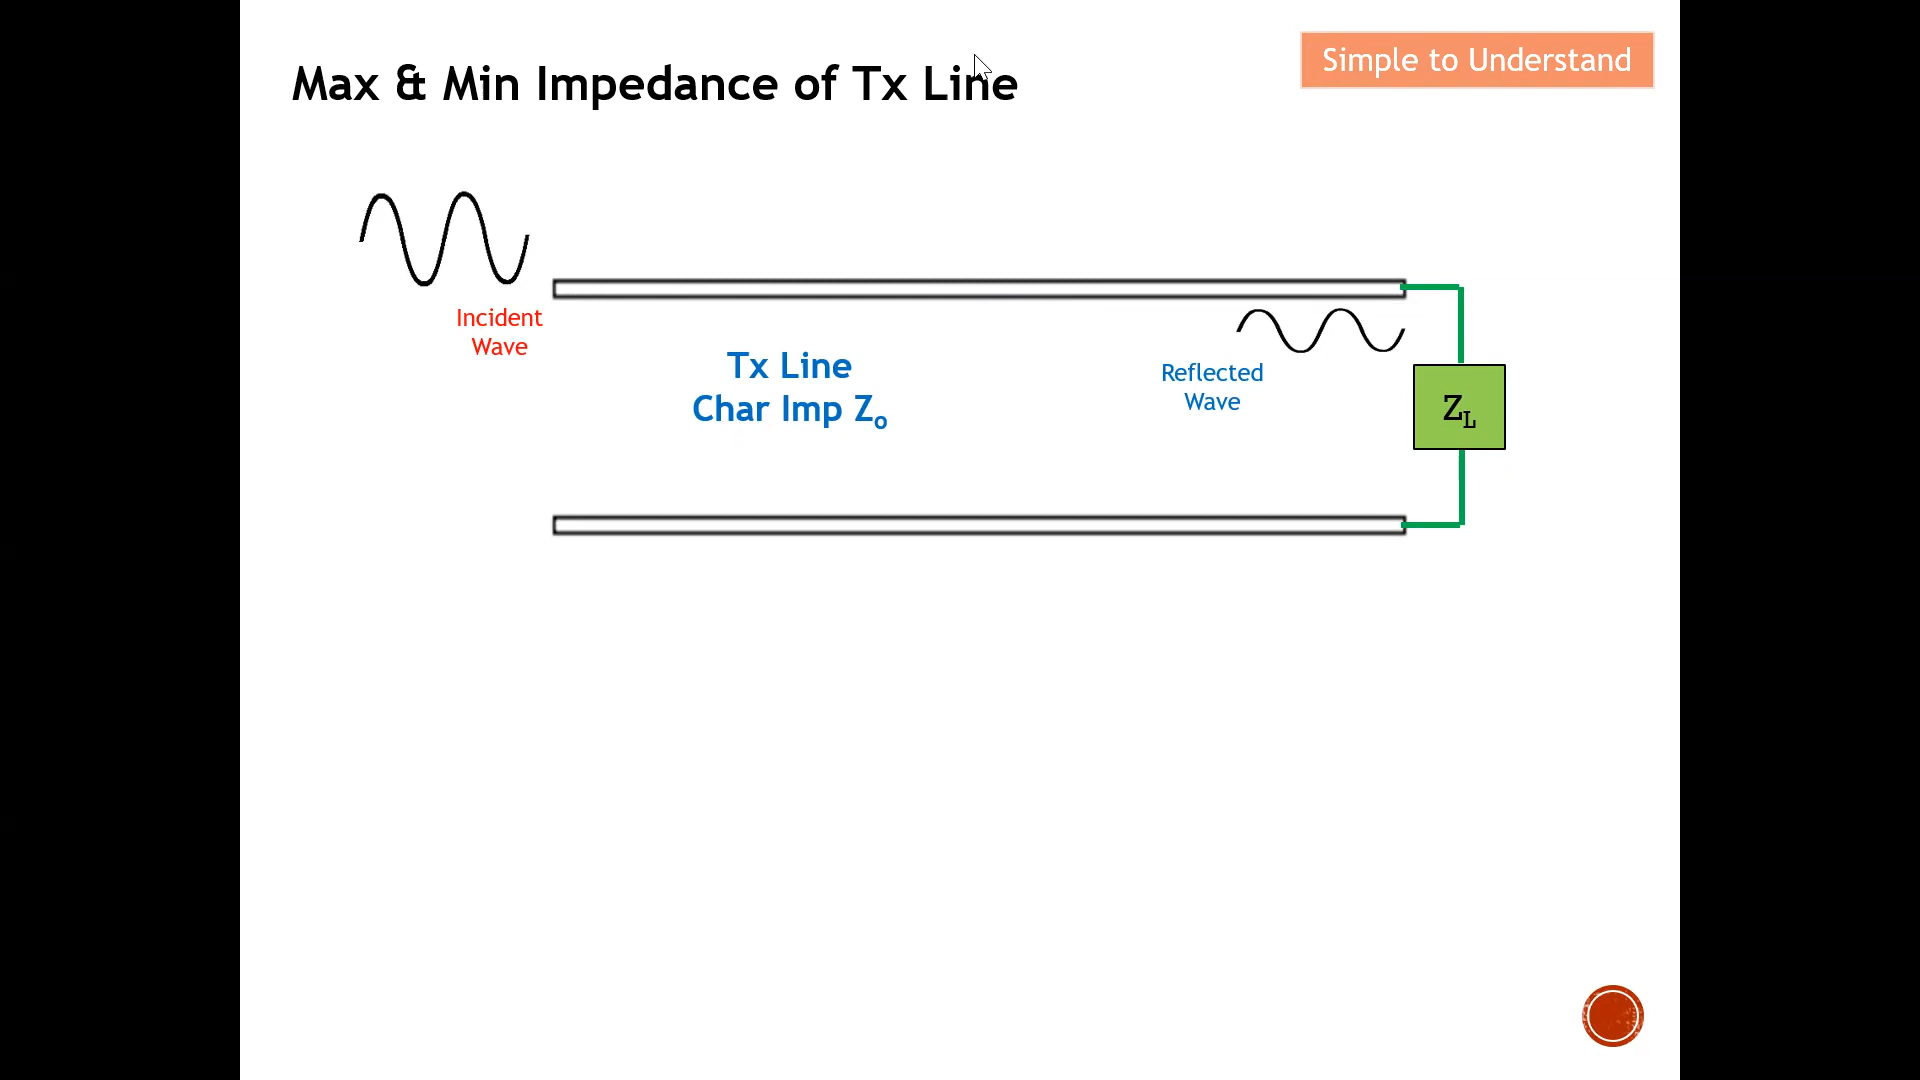 Max & Min Impedance of Tx Line
Simple to Understand
Incident
Wave
Tx Line
Char Imp Zo
Reflected
Wave
ZL